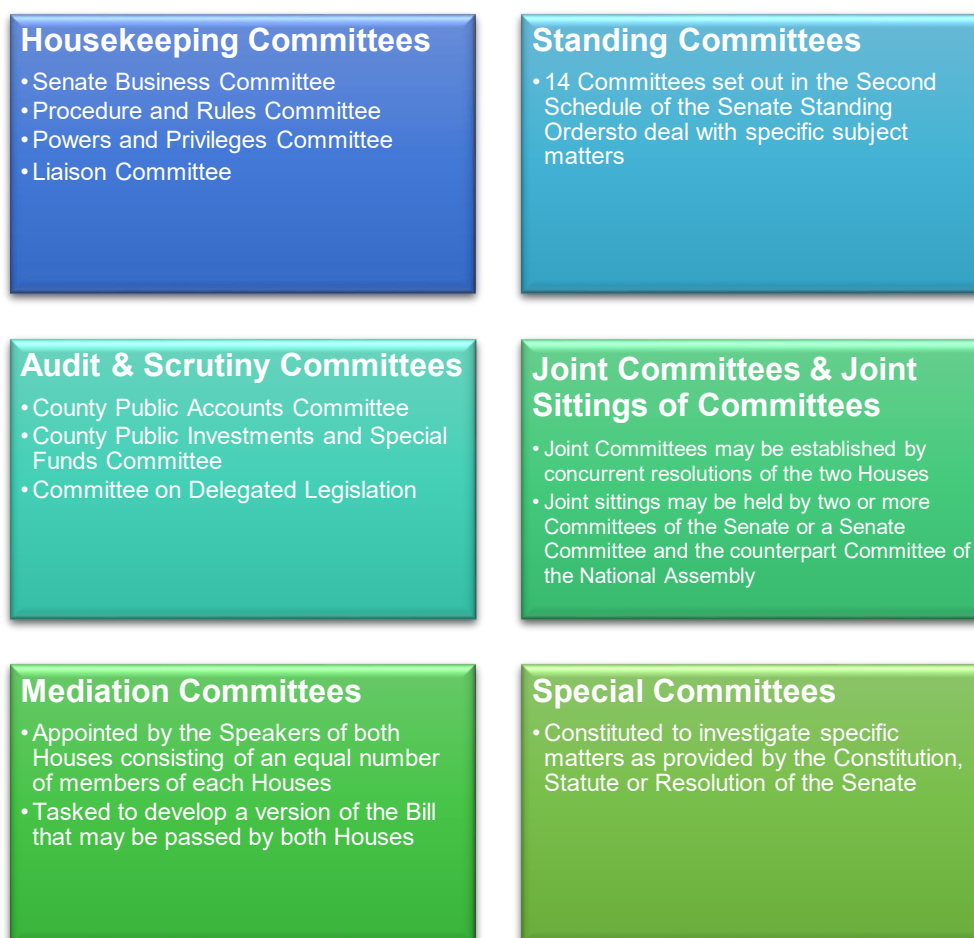 Housekeeping Committees
• Senate Business Committee
• Procedure and Rules Committee
• Powers and Privileges Committee
• Liaison Committee
Standing Committees
• 14 Committees set out in the Second
Schedule of the Senate Standing
Ordersto deal with specific subject
matters
Audit & Scrutiny Committees
• County Public Accounts Committee
• County Public Investments and Special
Funds Committee
• Committee on Delegated Legislation
Joint Committees & Joint
Sittings of Committees
• Joint Committees may be established by
concurrent resolutions of the two Houses
• Joint sittings may be held by two or more
Committees of the Senate or a Senate
Committee and the counterpart Committee of
the National Assembly
Mediation Committees
• Appointed by the Speakers of both
Houses consisting of an equal number
of members of each Houses
• Tasked to develop a version of the Bill
that may be passed by both Houses
Special Committees
• Constituted to investigate specific
matters as provided by the Constitution,
Statute or Resolution of the Senate